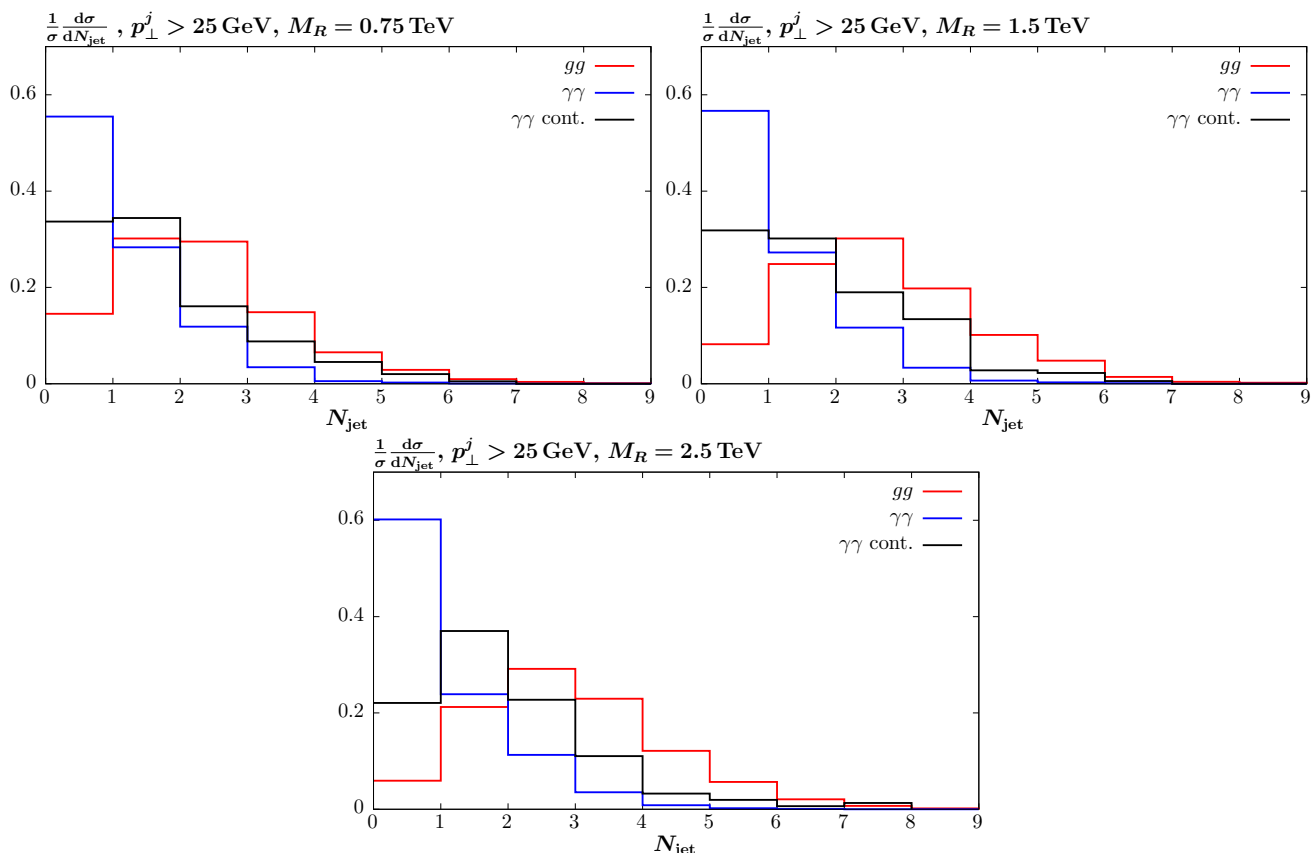 1/σ dσ/dN_jet , p_⊥^j > 25 GeV, M_R = 0.75 TeV
gg
γγ
γγ cont.
0.6
0.4
0.2
0
0 1 2 3 4 5 6 7 8 9
N_jet
1/σ dσ/dN_jet, p_⊥^j > 25 GeV, M_R = 1.5 TeV
gg
γγ
γγ cont.
0.6
0.4
0.2
0
0 1 2 3 4 5 6 7 8 9
N_jet
1/σ dσ/dN_jet, p_⊥^j > 25 GeV, M_R = 2.5 TeV
gg
γγ
γγ cont.
0.6
0.4
0.2
0
0 1 2 3 4 5 6 7 8 9
N_jet